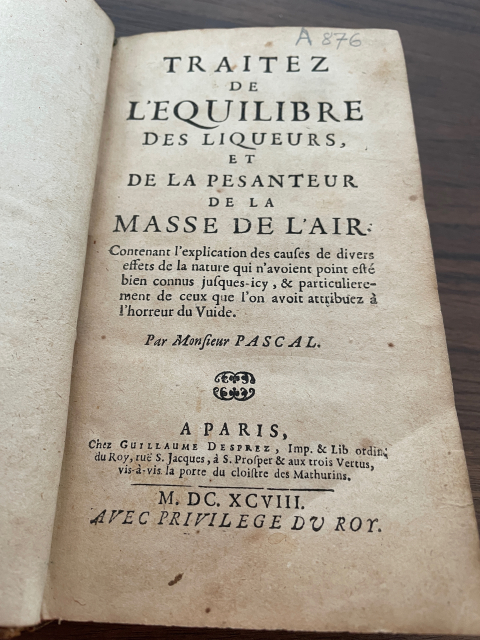 A 876
TRAITEZ
DE
L'EQUILIBRE
DES LIQUEURS,
ET
DE LA PESANTEUR
DE LA
MASSE DE L'AIR.
Contenant l'explication des cauſes de divers
effets de la nature qui n'avoient point eſté
bien connus juſques-icy, & particuliere-
ment de ceux que l'on avoit attribuez à
l'horreur du Vuide.
Par Monſieur PASCAL.
A PARIS,
Chez GUILLAUME DESPREZ, Imp. & Lib ordin.
du Roy, ruë S. Jacques, à S. Proſper & aux trois Vertus,
vis-à-vis la porte du cloiſtre des Mathurins.
M. DC. XCVIII.
AVEC PRIVILEGE DU ROY.